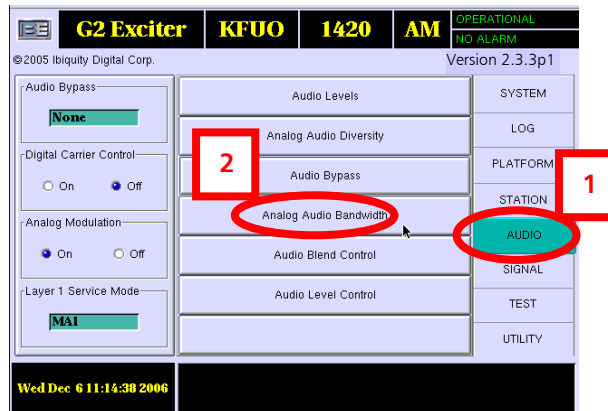 G2 Exciter KFUO 1420 AM OPERATIONAL
NO ALARM
©2005 Ibiquity Digital Corp. Version 2.3.3p1
Audio Bypass
None
Digital Carrier Control
On Off
Analog Modulation
On Off
Layer 1 Service Mode
MA1
Audio Levels
Analog Audio Diversity
2
Audio Bypass
Analog Audio Bandwidth
Audio Blend Control
Audio Level Control
SYSTEM
LOG
PLATFORM
1
STATION
AUDIO
SIGNAL
TEST
UTILITY
Wed Dec 6 11:14:38 2006